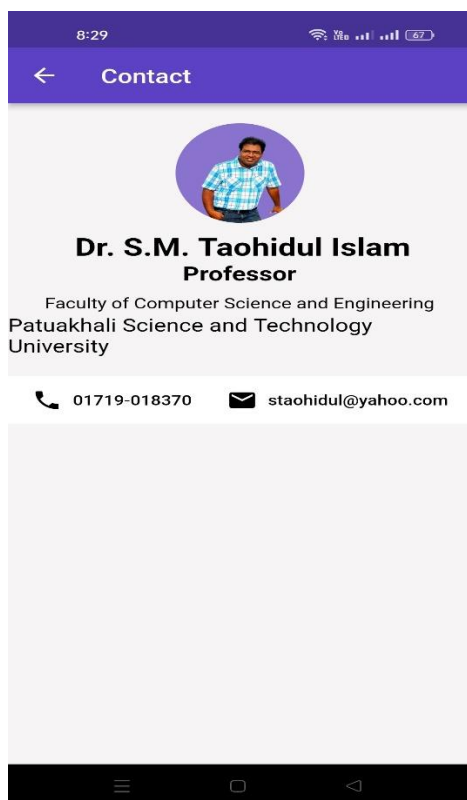 8:29
67
Contact
Dr. S.M. Taohidul Islam
Professor
Faculty of Computer Science and Engineering
Patuakhali Science and Technology
University
01719-018370 staohidul@yahoo.com